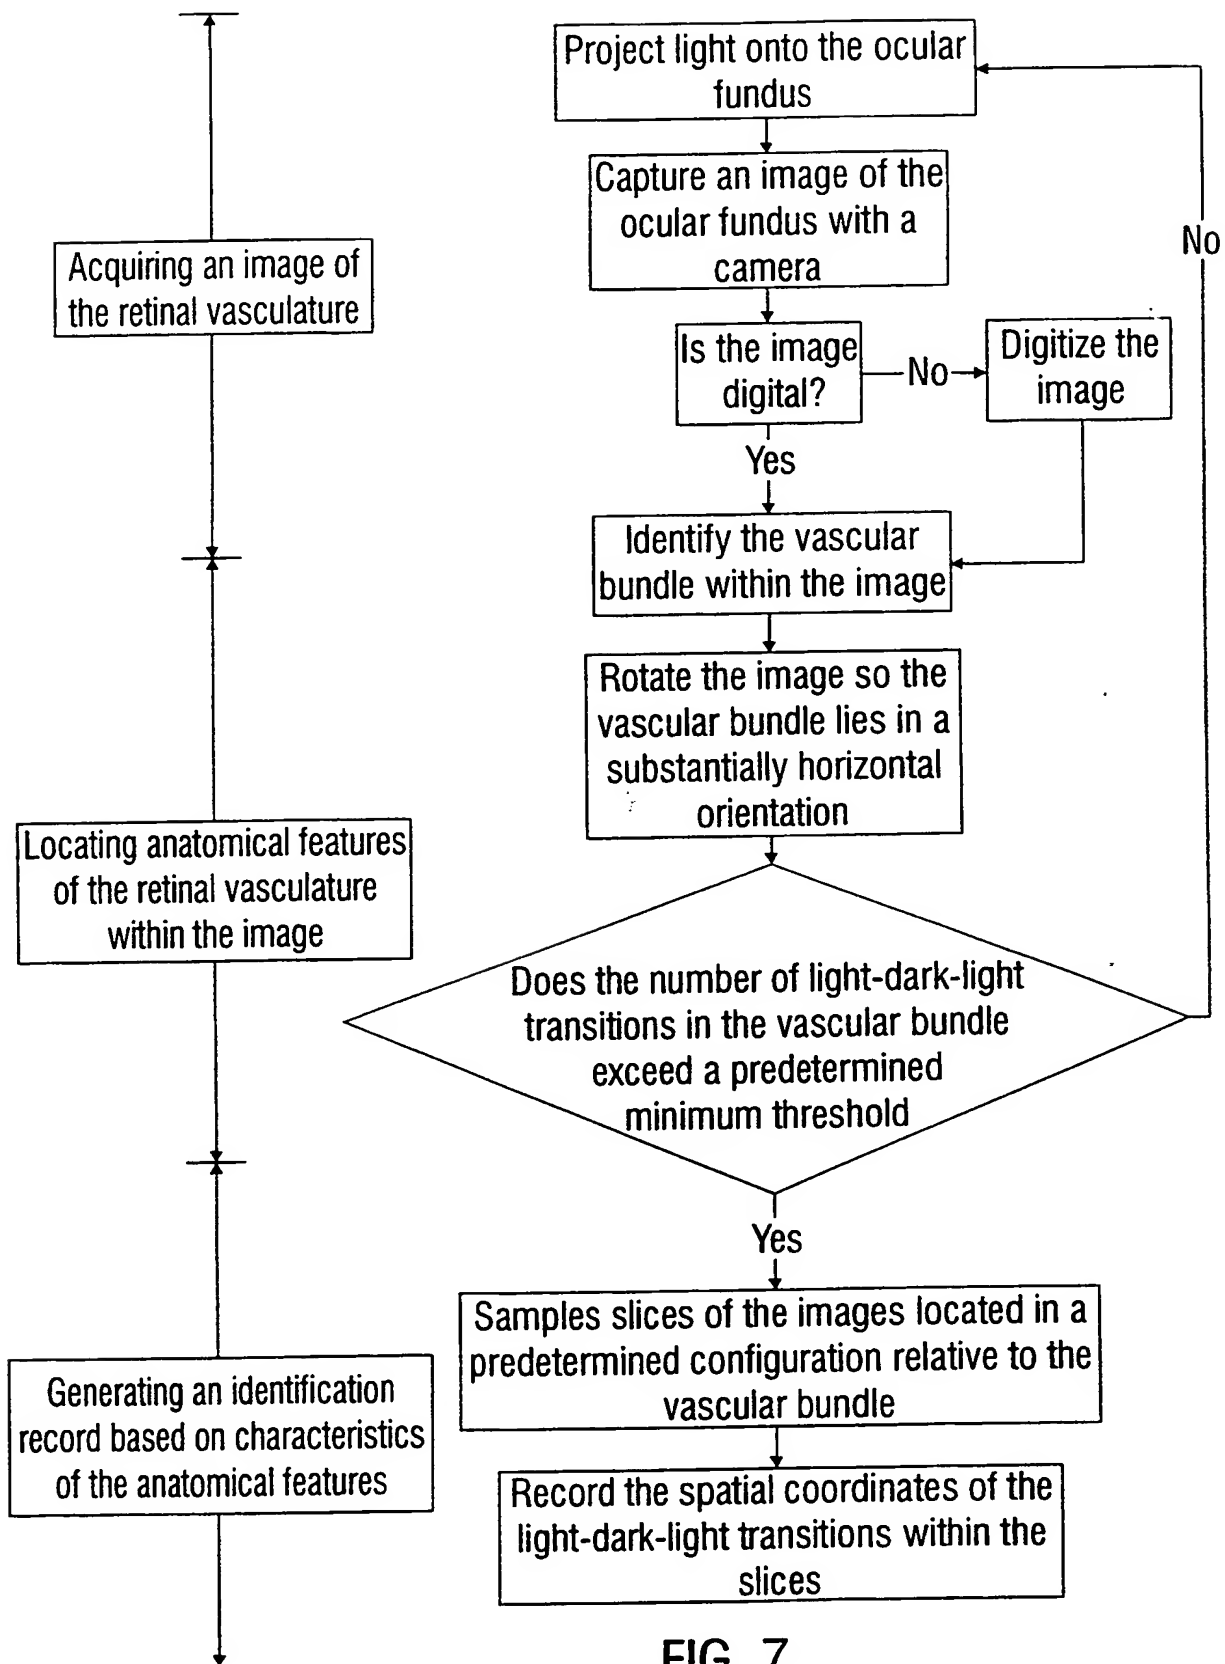 Project light onto the ocular
fundus
Capture an image of the
ocular fundus with a
camera
No
Acquiring an image of
the retinal vasculature
Is the image
digital?
No
Digitize the
image
Yes
Identify the vascular
bundle within the image
Rotate the image so the
vascular bundle lies in a
substantially horizontal
orientation
Locating anatomical features
of the retinal vasculature
within the image
Does the number of light-dark-light
transitions in the vascular bundle
exceed a predetermined
minimum threshold
Yes
Samples slices of the images located in a
predetermined configuration relative to the
vascular bundle
Generating an identification
record based on characteristics
of the anatomical features
Record the spatial coordinates of the
light-dark-light transitions within the
slices
FIG. 7